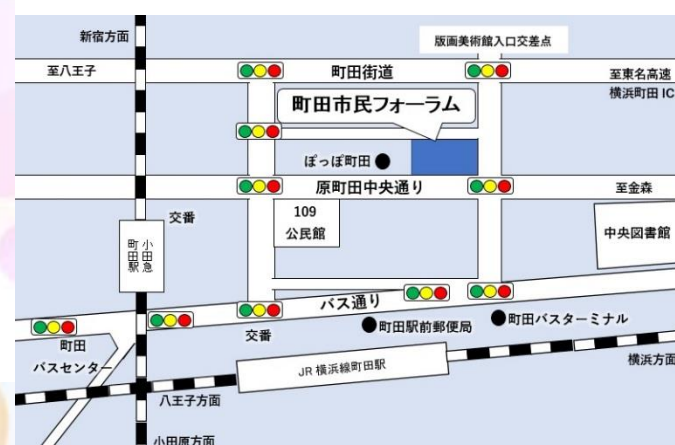 新宿方面
版画美術館入口交差点
至八王子
町田街道
至東名高速
横浜町田 IC
町田市民フォーラム
ぽっぽ町田
原町田中央通り
至金森
交番
109
公民館
中央図書館
小田急
町田駅
バス通り
町田
バスセンター
交番
町田駅前郵便局
町田バスターミナル
JR 横浜線町田駅
横浜方面
八王子方面
小田原方面